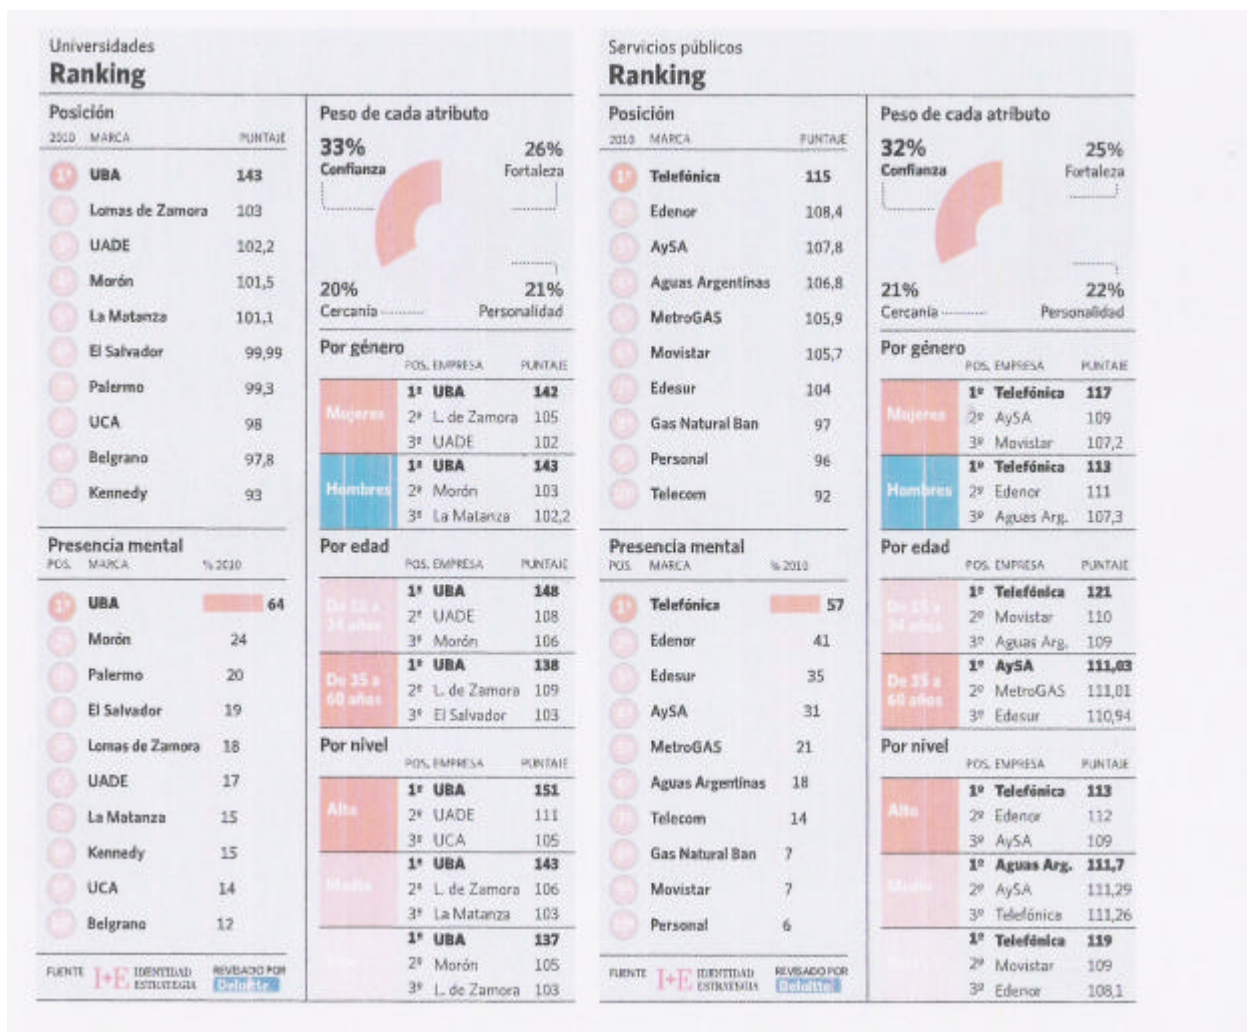 Universidades
Ranking
Posición
2010 MARCA PUNTAJE
1º UBA 143
Lomas de Zamora 103
UADE 102,2
Morón 101,5
La Matanza 101,1
El Salvador 99,99
Palermo 99,3
UCA 98
Belgrano 97,8
Kennedy 93
Presencia mental
POS. MARCA % 2010
1º UBA 64
Morón 24
Palermo 20
El Salvador 19
Lomas de Zamora 18
UADE 17
La Matanza 15
Kennedy 15
UCA 14
Belgrano 12
FUENTE I+E IDENTIDAD ESTRATEGIA REVISADO POR Deloitte
Peso de cada atributo
33% 26%
Confianza Fortaleza
20% 21%
Cercanía Personalidad
Por género
POS. EMPRESA PUNTAJE
Mujeres
1º UBA 142
2º L. de Zamora 105
3º UADE 102
Hombres
1º UBA 143
2º Morón 103
3º La Matanza 102,2
Por edad
POS. EMPRESA PUNTAJE
1º UBA 148
2º UADE 108
3º Morón 106
De 35 a
60 años
1º UBA 138
2º L. de Zamora 109
3º El Salvador 103
Por nivel
POS. EMPRESA PUNTAJE
Alto
1º UBA 151
2º UADE 111
3º UCA 105
Medio
1º UBA 143
2º L. de Zamora 106
3º La Matanza 103
1º UBA 137
2º Morón 105
3º L. de Zamora 103
Servicios públicos
Ranking
Posición
2010 MARCA PUNTAJE
1º Telefónica 115
Edenor 108,4
AySA 107,8
Aguas Argentinas 106,8
MetroGAS 105,9
Movistar 105,7
Edesur 104
Gas Natural Ban 97
Personal 96
Telecom 92
Presencia mental
POS. MARCA % 2010
1º Telefónica 57
Edenor 41
Edesur 35
AySA 31
MetroGAS 21
Aguas Argentinas 18
Telecom 14
Gas Natural Ban 7
Movistar 7
Personal 6
FUENTE I+E IDENTIDAD ESTRATEGIA REVISADO POR Deloitte
Peso de cada atributo
32% 25%
Confianza Fortaleza
21% 22%
Cercanía Personalidad
Por género
POS. EMPRESA PUNTAJE
Mujeres
1º Telefónica 117
2º AySA 109
3º Movistar 107,2
Hombres
1º Telefónica 113
2º Edenor 111
3º Aguas Arg. 107,3
Por edad
POS. EMPRESA PUNTAJE
1º Telefónica 121
2º Movistar 110
3º Aguas Arg. 109
De 35 a
60 años
1º AySA 111,03
2º MetroGAS 111,01
3º Edesur 110,94
Por nivel
POS. EMPRESA PUNTAJE
Alto
1º Telefónica 113
2º Edenor 112
3º AySA 109
Medio
1º Aguas Arg. 111,7
2º AySA 111,29
3º Telefónica 111,26
1º Telefónica 119
2º Movistar 109
3º Edenor 108,1